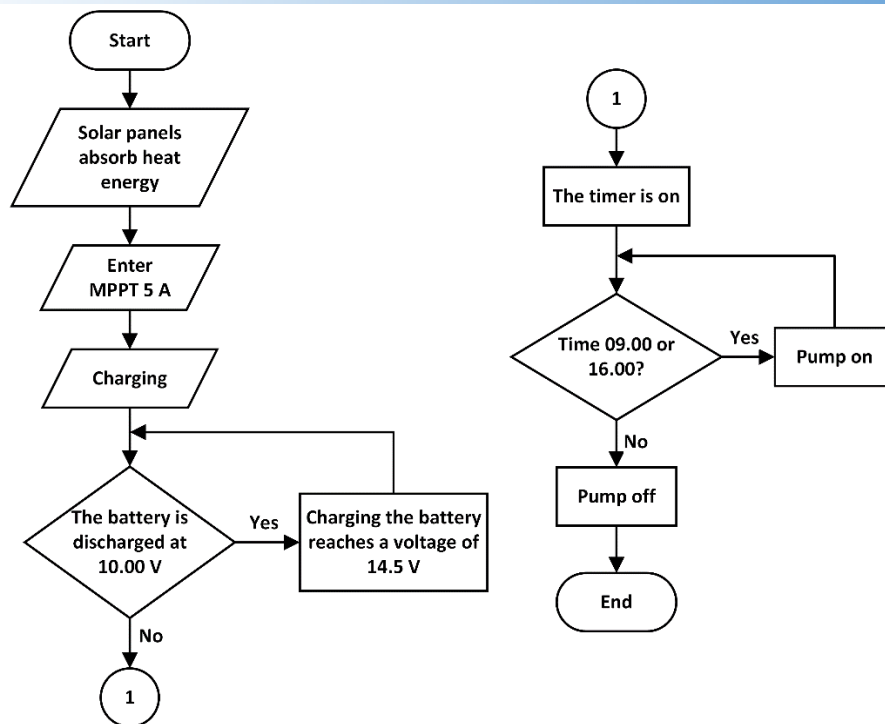 Start
Solar panels
absorb heat
energy
Enter
MPPT 5 A
Charging
The battery is
discharged at
10.00 V
Yes
Charging the battery
reaches a voltage of
14.5 V
No
1
1
The timer is on
Time 09.00 or
16.00?
Yes
Pump on
No
Pump off
End